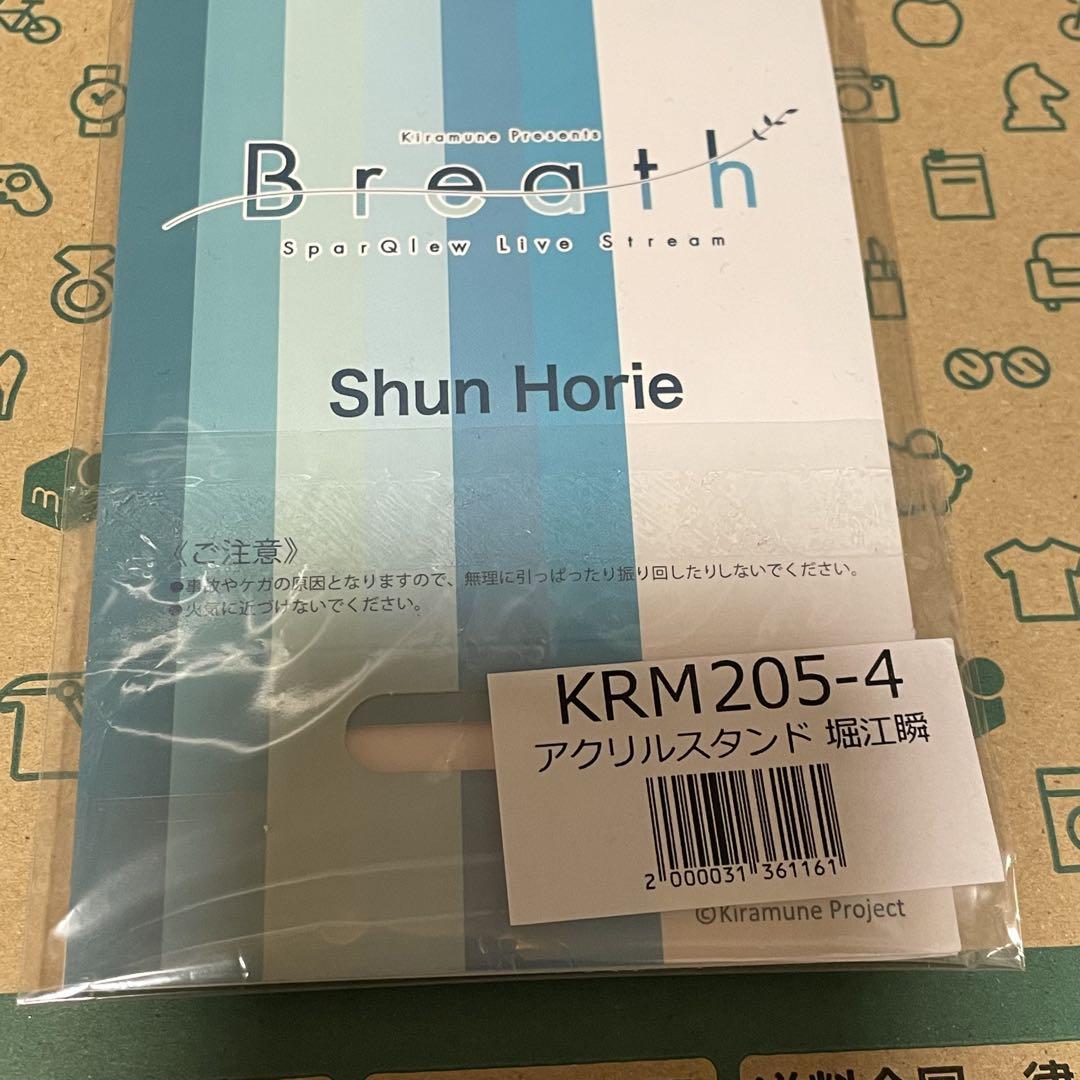 Kiramune Presents
Breath
SparQlew Live Stream
Shun Horie
《ご注意》
●事故やケガの原因となりますので、無理に引っぱったり振り回したりしないでください。
●火気に近づけないでください。
KRM205-4
アクリルスタンド 堀江瞬
2 000031 361161
©Kiramune Project